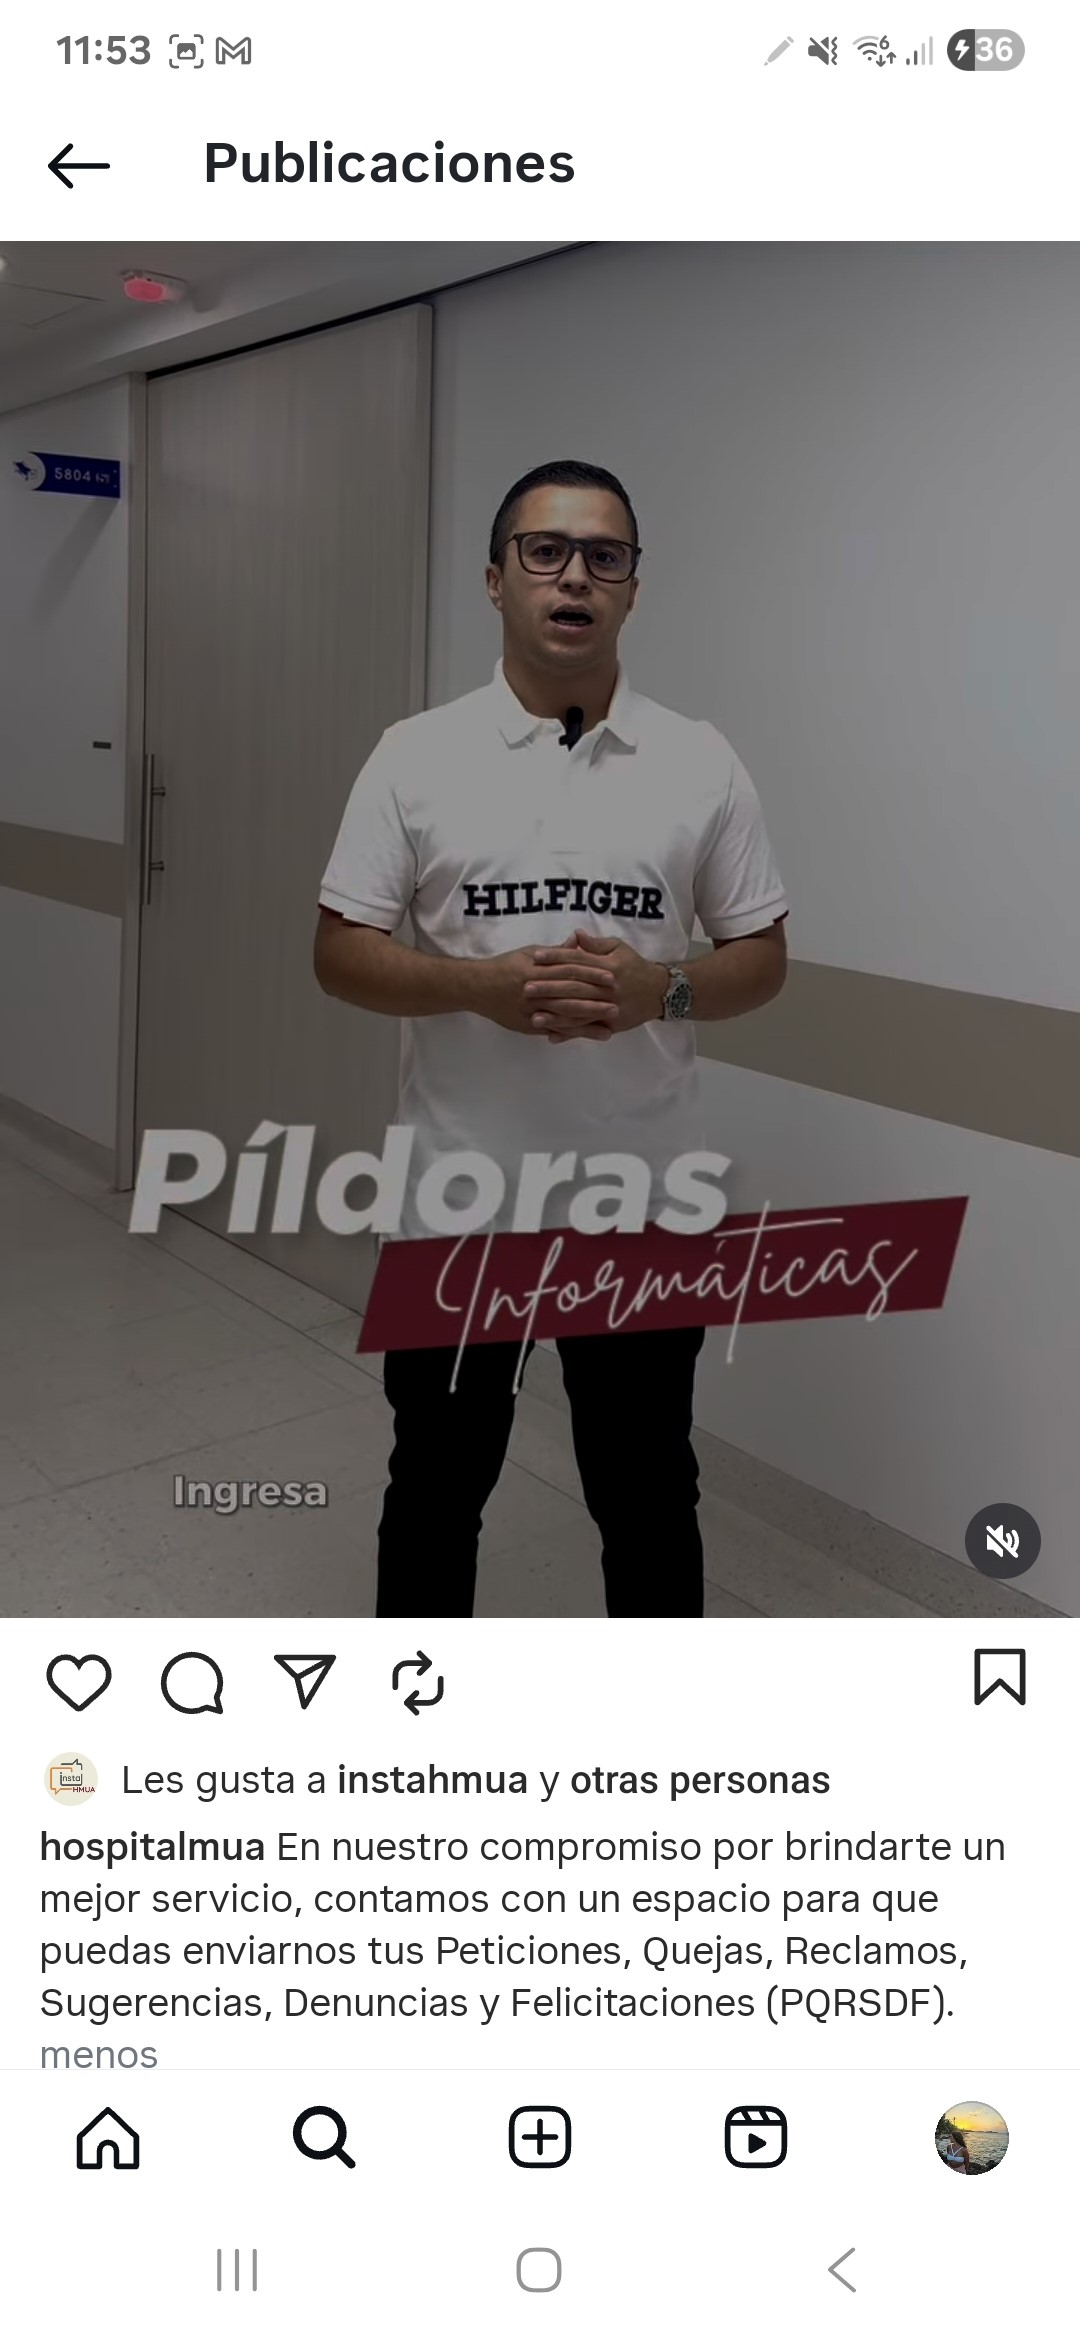 11:53
36
Publicaciones
5804
HILFIGER
Píldoras
Informáticas
Ingresa
insta
HMUA
Les gusta a instahmua y otras personas
hospitalmua En nuestro compromiso por brindarte un
mejor servicio, contamos con un espacio para que
puedas enviarnos tus Peticiones, Quejas, Reclamos,
Sugerencias, Denuncias y Felicitaciones (PQRSDF).
menos